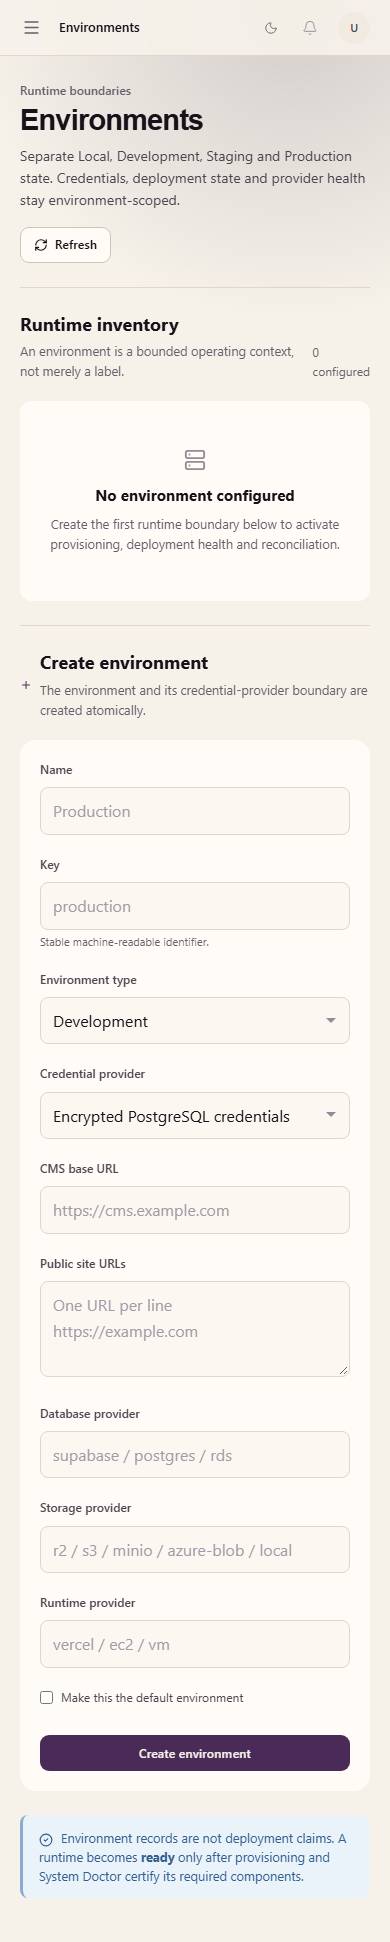 Environments
U
Runtime boundaries
Environments
Separate Local, Development, Staging and Production
state. Credentials, deployment state and provider health
stay environment-scoped.
Refresh
Runtime inventory
An environment is a bounded operating context,
not merely a label.
0
configured
No environment configured
Create the first runtime boundary below to activate
provisioning, deployment health and reconciliation.
Create environment
The environment and its credential-provider boundary are
created atomically.
Name
Production
Key
production
Stable machine-readable identifier.
Environment type
Development
Credential provider
Encrypted PostgreSQL credentials
CMS base URL
https://cms.example.com
Public site URLs
One URL per line
https://example.com
Database provider
supabase / postgres / rds
Storage provider
r2 / s3 / minio / azure-blob / local
Runtime provider
vercel / ec2 / vm
Make this the default environment
Create environment
Environment records are not deployment claims. A
runtime becomes ready only after provisioning and
System Doctor certify its required components.